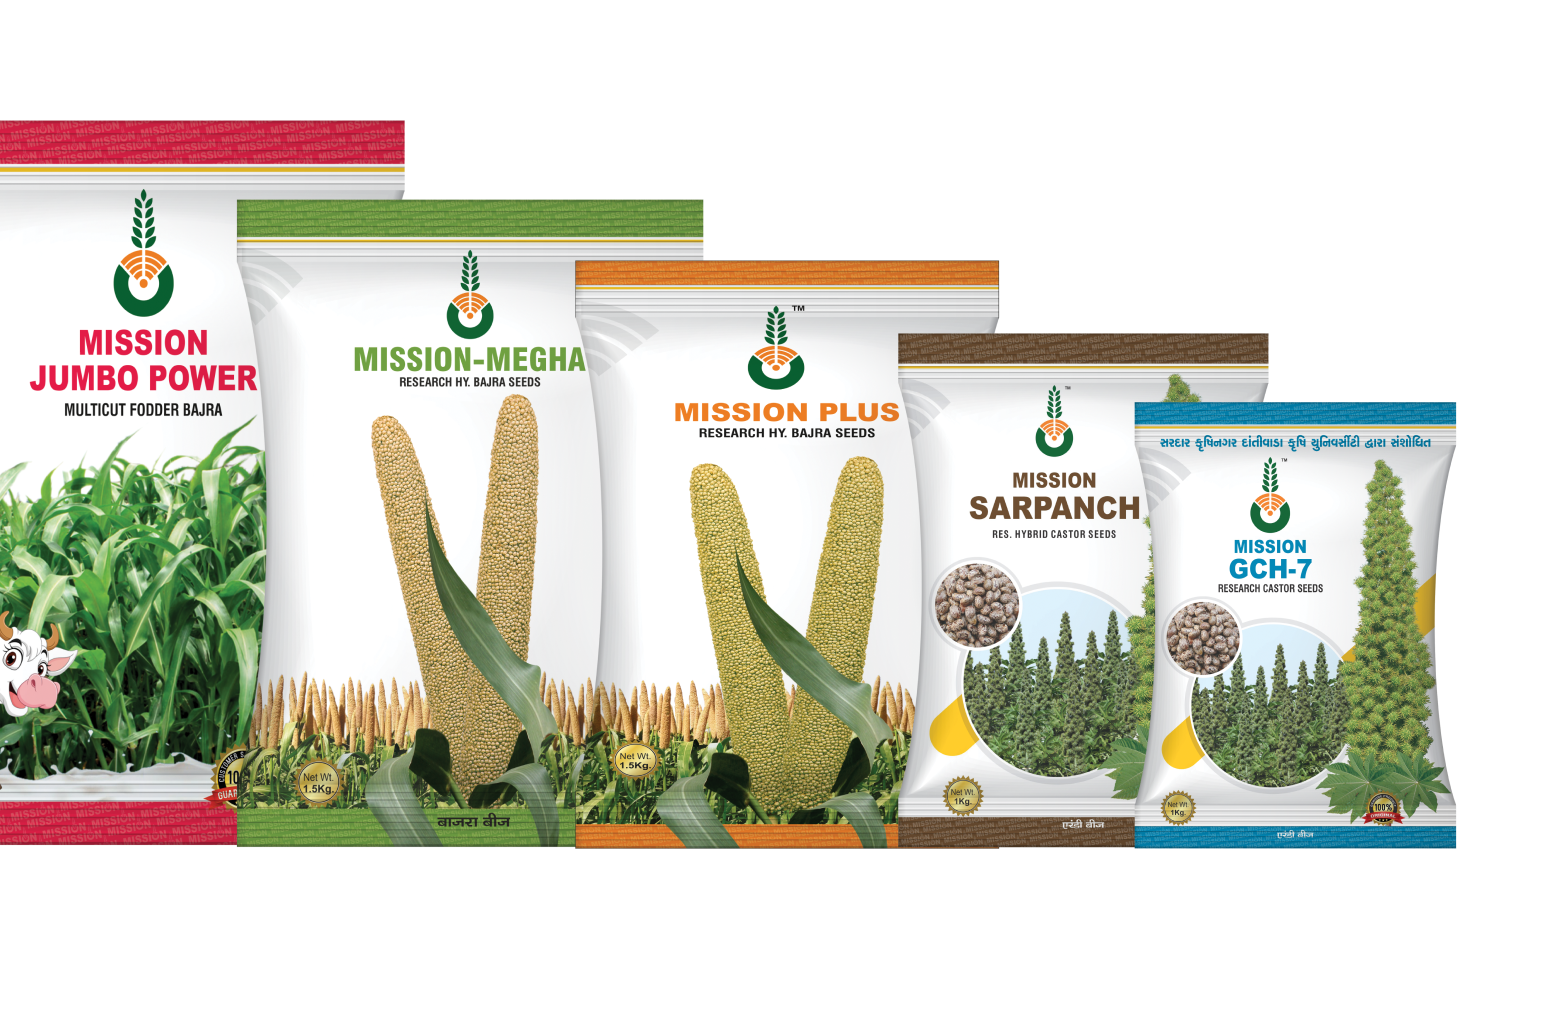 MISSION
JUMBO POWER
MULTICUT FODDER BAJRA
MISSION-MEGHA
RESEARCH HY. BAJRA SEEDS
Net Wt.
1.5Kg.
बाजरा बीज
TM
MISSION PLUS
RESEARCH HY. BAJRA SEEDS
Net Wt.
1.5Kg.
TM
MISSION
SARPANCH
RES. HYBRID CASTOR SEEDS
Net Wt.
1Kg.
एरंडी बीज
સરદાર કૃષિનગર દાંતીવાડા કૃષિ યુનિવર્સીટી દ્વારા સંશોધિત
TM
MISSION
GCH-7
RESEARCH CASTOR SEEDS
Net Wt.
1Kg.
100%
ORIGINAL
एरंडी बीज